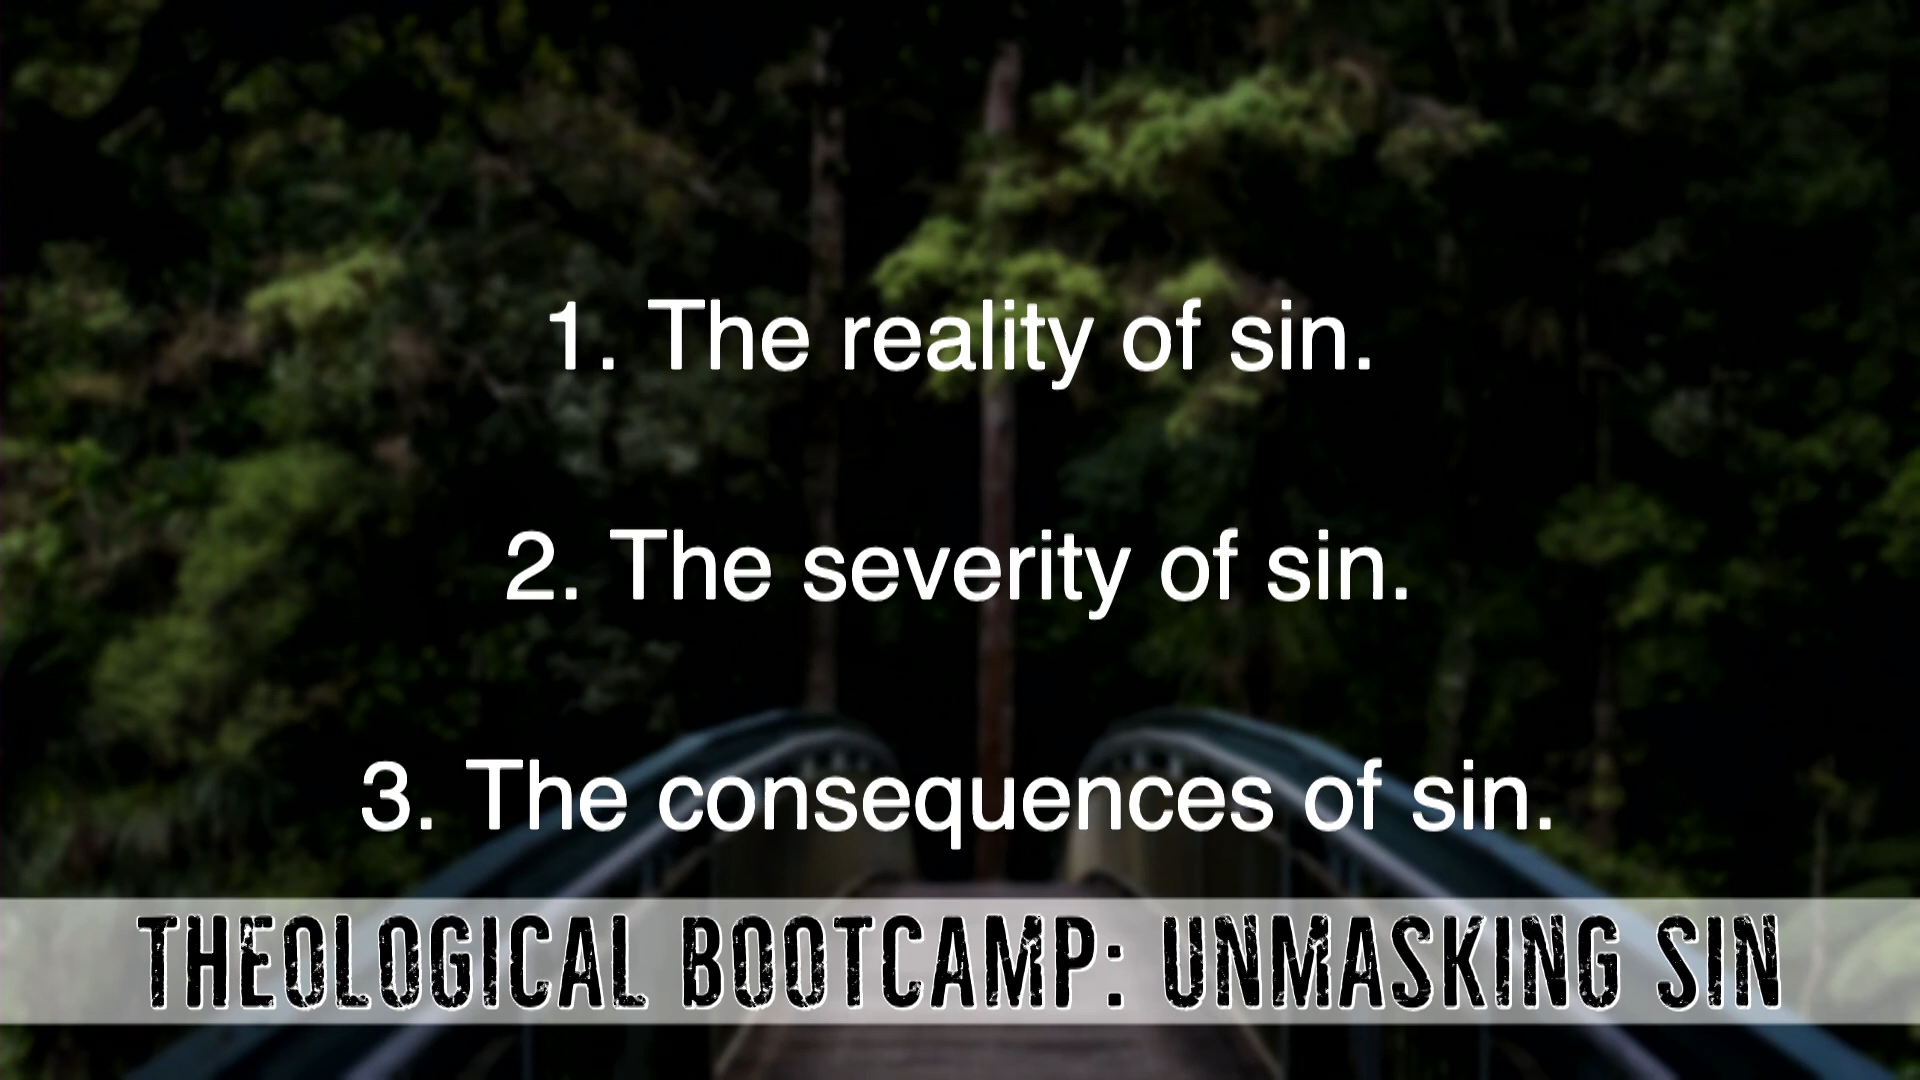 1. The reality of sin.
2. The severity of sin.
3. The consequences of sin.
THEOLOGICAL BOOTCAMP: UNMASKING SIN